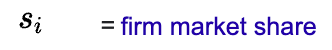 sᵢ = firm market share